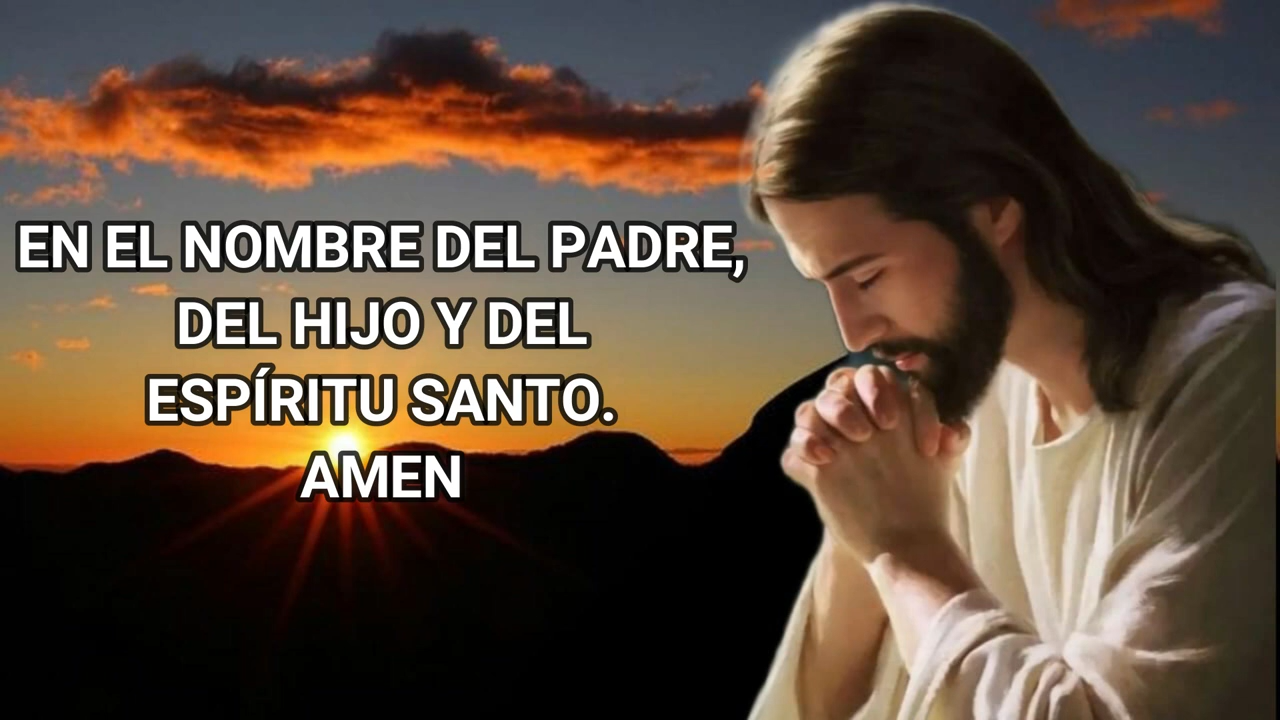 EN EL NOMBRE DEL PADRE,
DEL HIJO Y DEL
ESPÍRITU SANTO.
AMEN